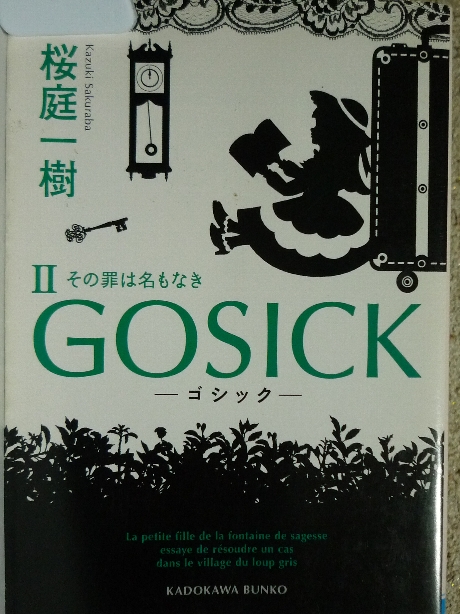 桜庭一樹
Kazuki Sakuraba
II その罪は名もなき
GOSICK
―ゴシック―
La petite fille de la fontaine de sagesse
essaye de résoudre un cas
dans le village du loup gris
KADOKAWA BUNKO